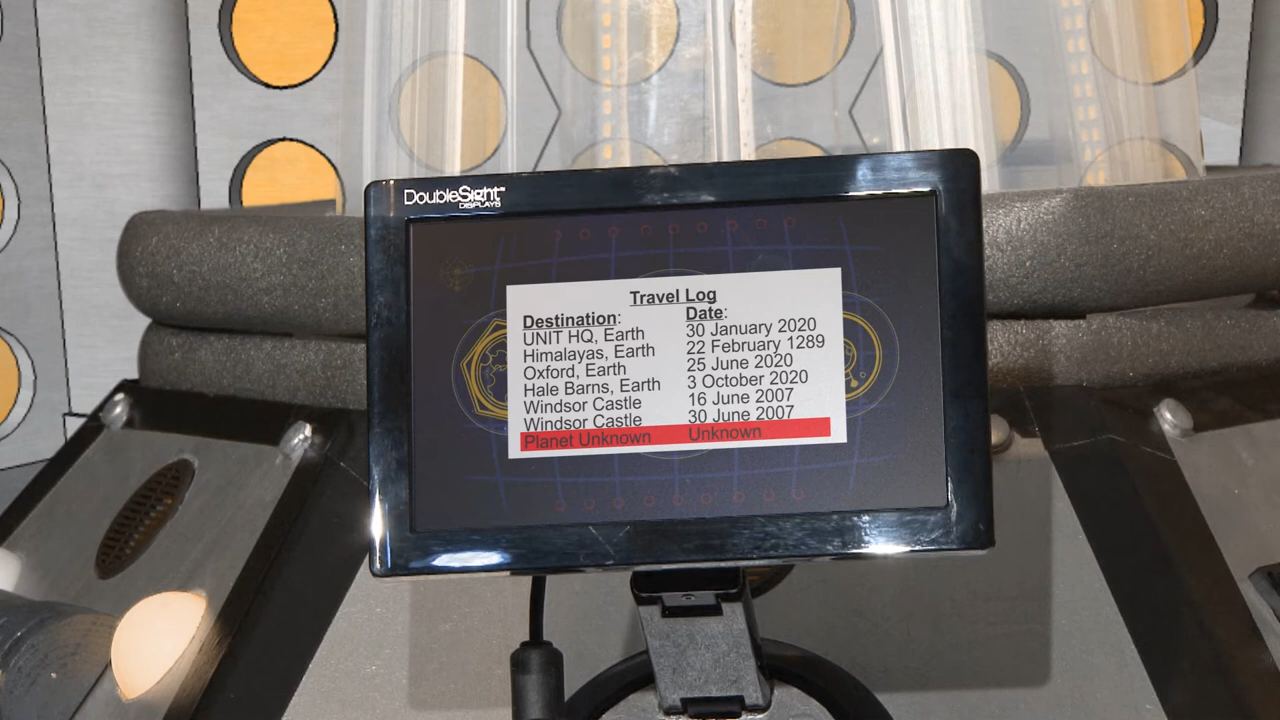 DoubleSight™
DISPLAYS
Travel Log
Destination: Date:
UNIT HQ, Earth 30 January 2020
Himalayas, Earth 22 February 1289
Oxford, Earth 25 June 2020
Hale Barns, Earth 3 October 2020
Windsor Castle 16 June 2007
Windsor Castle 30 June 2007
Planet Unknown Unknown